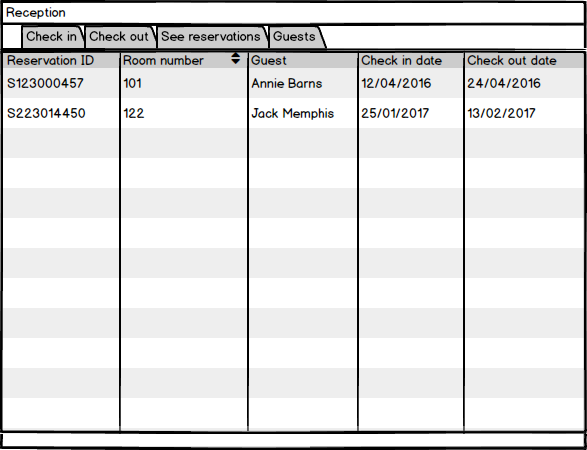 Reception
Check in Check out See reservations Guests
Reservation ID Room number Guest Check in date Check out date
S123000457 101 Annie Barns 12/04/2016 24/04/2016
S223014450 122 Jack Memphis 25/01/2017 13/02/2017